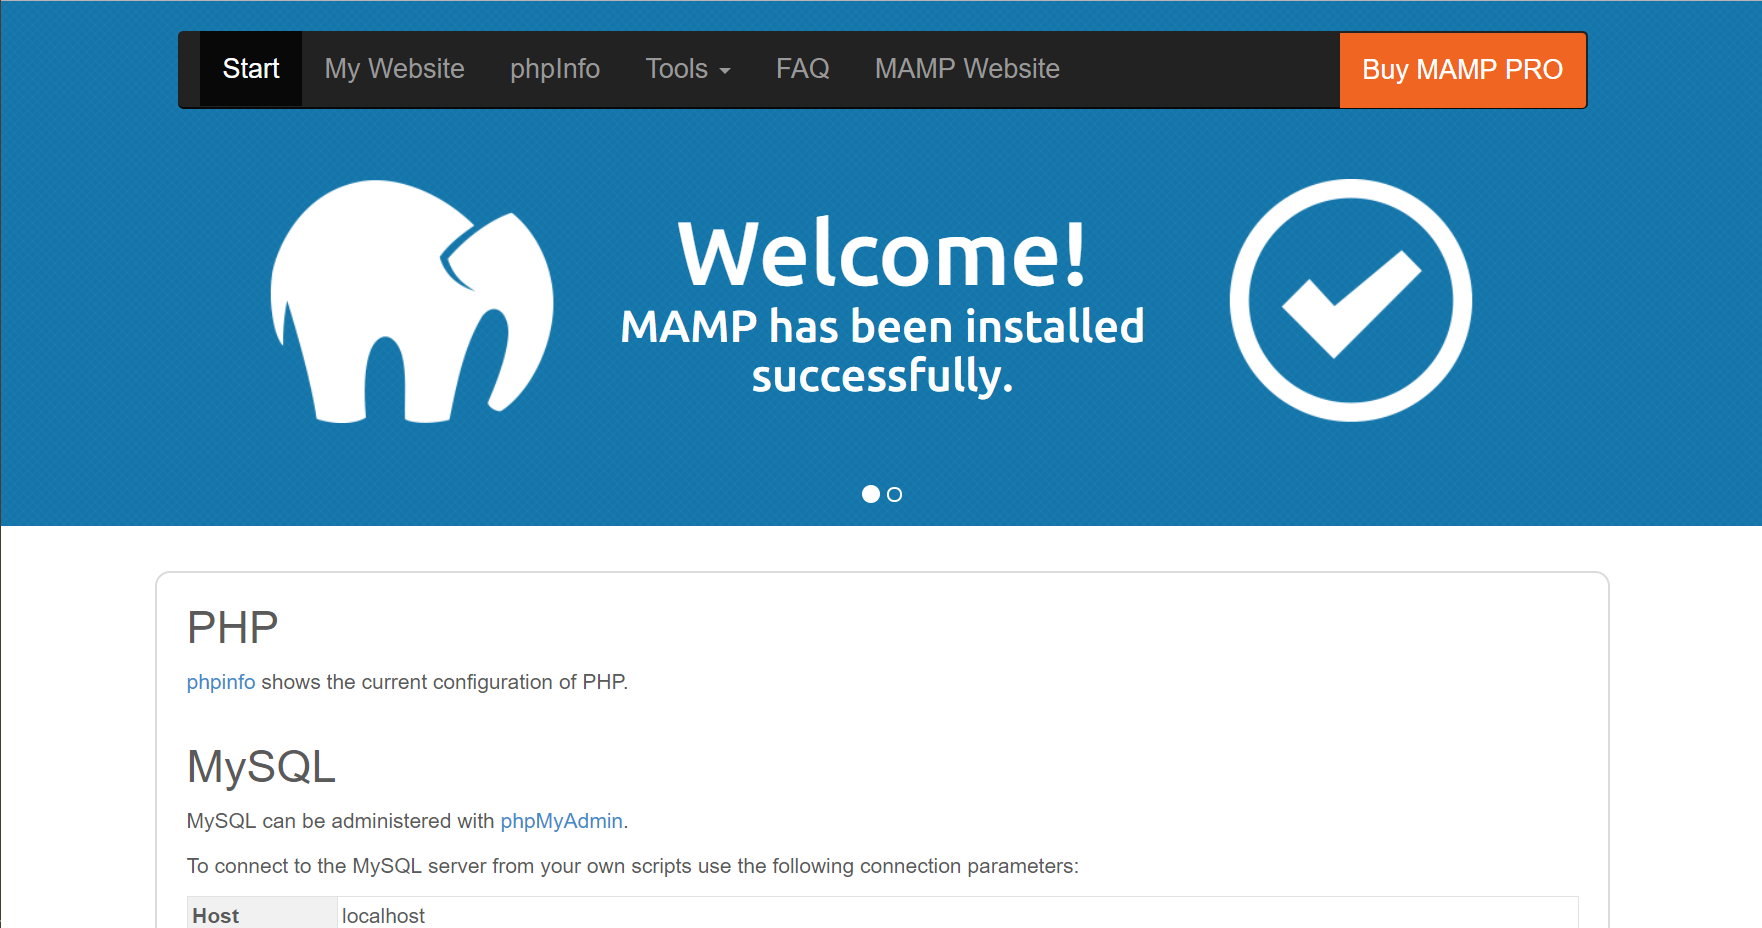 Start My Website phpInfo Tools FAQ MAMP Website Buy MAMP PRO
Welcome!
MAMP has been installed
successfully.
PHP
phpinfo shows the current configuration of PHP.
MySQL
MySQL can be administered with phpMyAdmin.
To connect to the MySQL server from your own scripts use the following connection parameters:
Host localhost